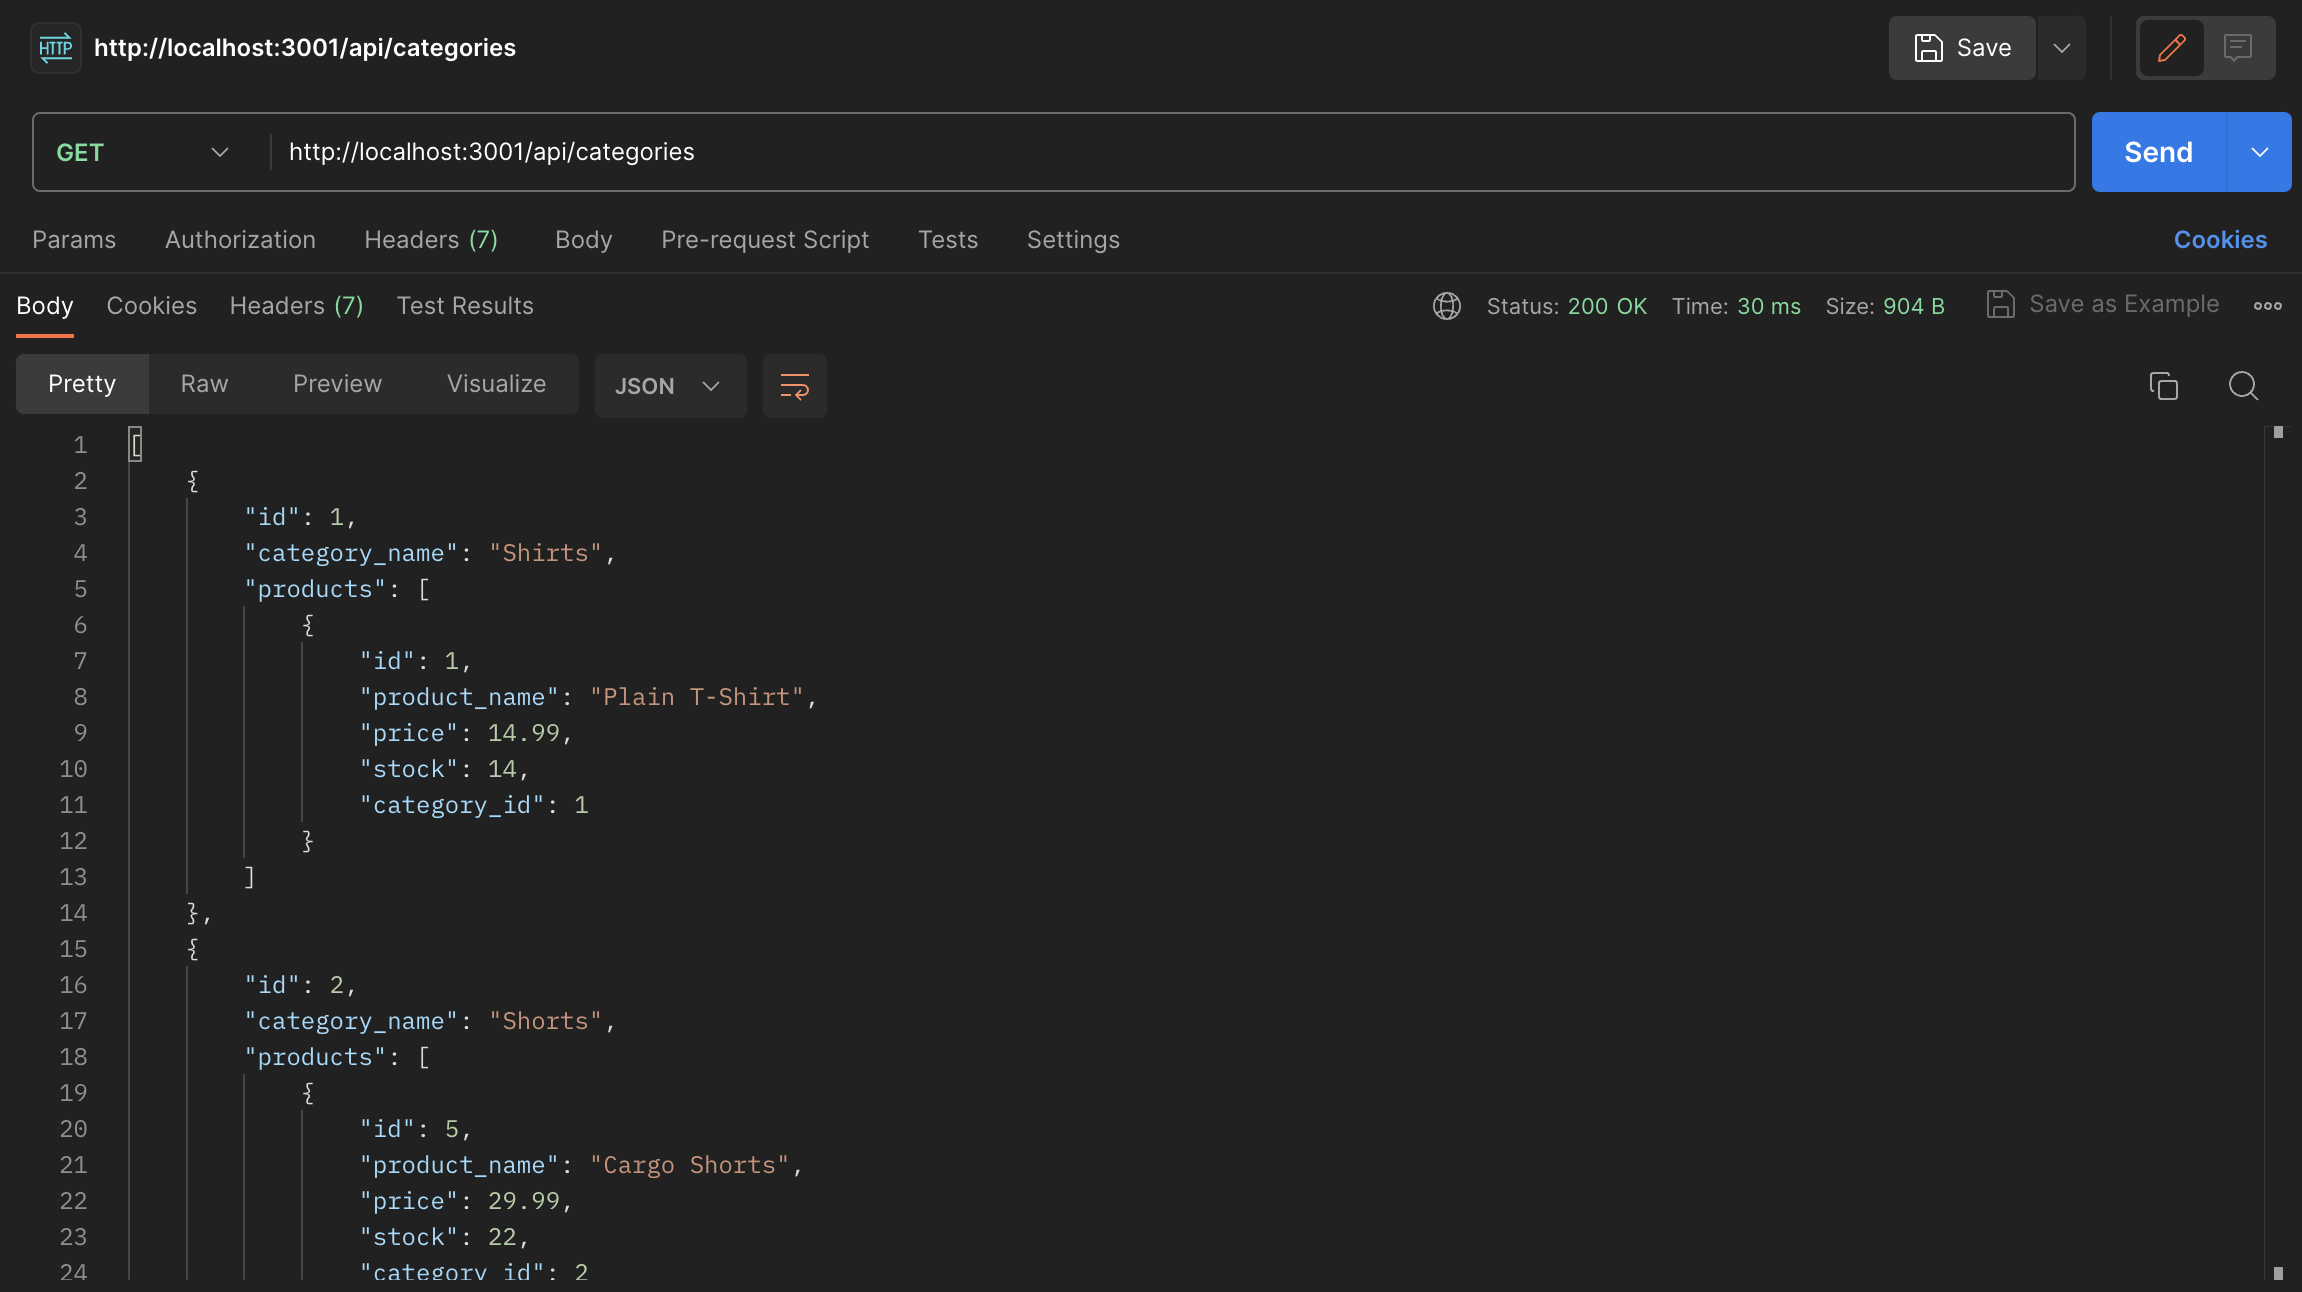 HTTP http://localhost:3001/api/categories Save
GET http://localhost:3001/api/categories Send
Params Authorization Headers (7) Body Pre-request Script Tests Settings Cookies
Body Cookies Headers (7) Test Results Status: 200 OK Time: 30 ms Size: 904 B Save as Example
Pretty Raw Preview Visualize JSON
1 [
2 {
3 "id": 1,
4 "category_name": "Shirts",
5 "products": [
6 {
7 "id": 1,
8 "product_name": "Plain T-Shirt",
9 "price": 14.99,
10 "stock": 14,
11 "category_id": 1
12 }
13 ]
14 },
15 {
16 "id": 2,
17 "category_name": "Shorts",
18 "products": [
19 {
20 "id": 5,
21 "product_name": "Cargo Shorts",
22 "price": 29.99,
23 "stock": 22,
24 "category_id": 2